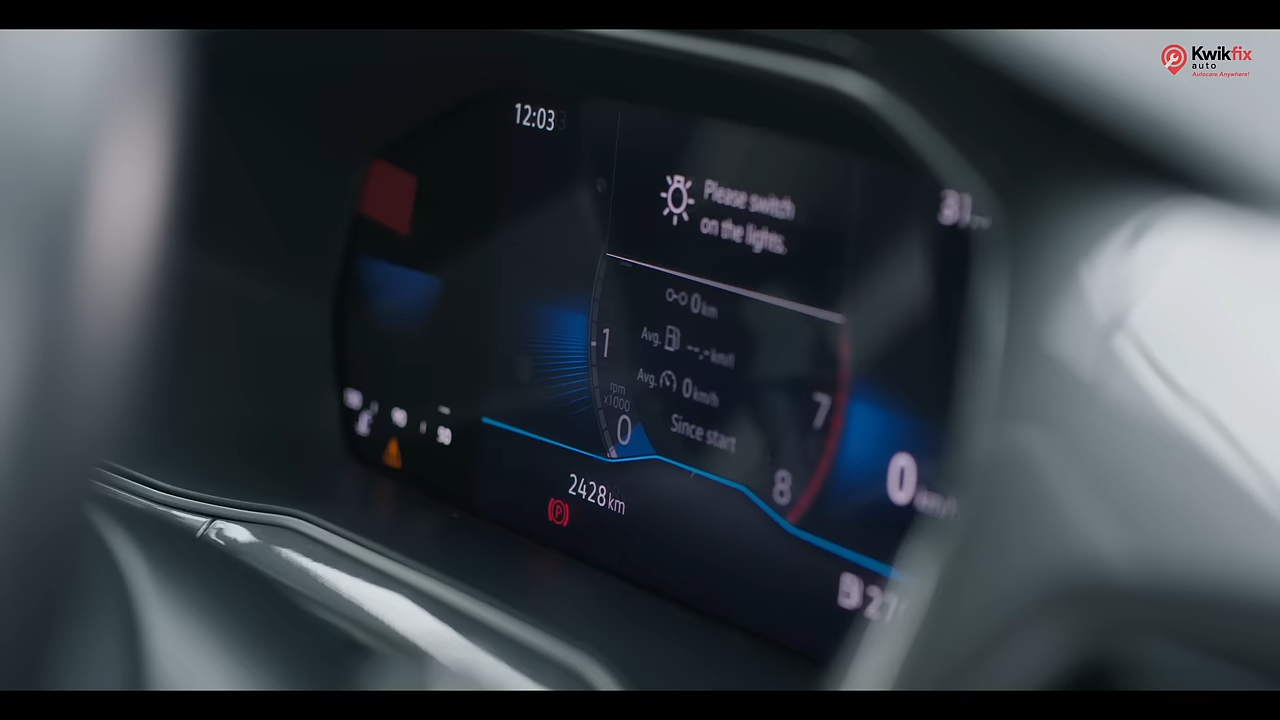 Kwikfix
auto
Autocare Anywhere!
12:03
Please switch
on the lights.
0 km
1
Avg. --.- km/l
rpm
x1000
Avg. 0 km/h
7
0
Since start
8
0
2428 km
P